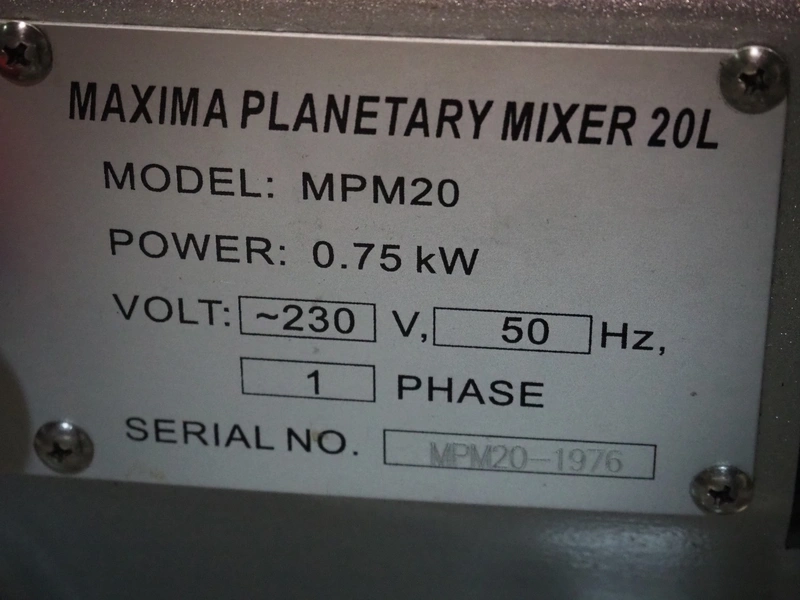 MAXIMA PLANETARY MIXER 20L
MODEL: MPM20
POWER: 0.75 kW
VOLT: ~230 V, 50 Hz,
1 PHASE
SERIAL NO. MPM20-1976